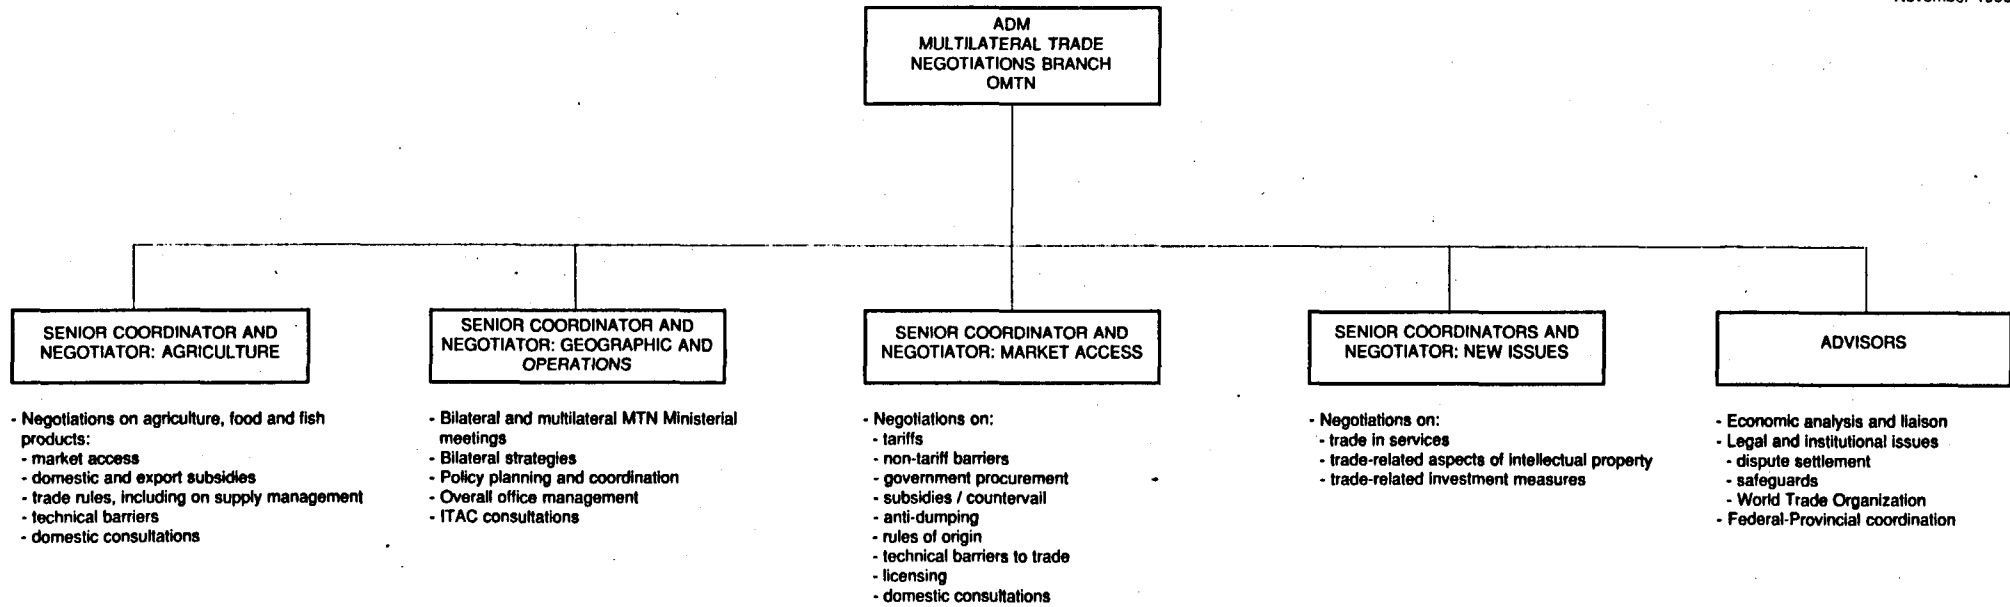 November
ADM
MULTILATERAL TRADE
NEGOTIATIONS BRANCH
OMTN
SENIOR COORDINATOR AND
NEGOTIATOR: AGRICULTURE
- Negotiations on agriculture, food and fish
products:
- market access
- domestic and export subsidies
- trade rules, including on supply management
- technical barriers
- domestic consultations
SENIOR COORDINATOR AND
NEGOTIATOR: GEOGRAPHIC AND
OPERATIONS
- Bilateral and multilateral MTN Ministerial
meetings
- Bilateral strategies
- Policy planning and coordination
- Overall office management
- ITAC consultations
SENIOR COORDINATOR AND
NEGOTIATOR: MARKET ACCESS
- Negotiations on:
- tariffs
- non-tariff barriers
- government procurement
- subsidies / countervail
- anti-dumping
- rules of origin
- technical barriers to trade
- licensing
- domestic consultations
SENIOR COORDINATORS AND
NEGOTIATOR: NEW ISSUES
- Negotiations on:
- trade in services
- trade-related aspects of intellectual property
- trade-related investment measures
ADVISORS
- Economic analysis and liaison
- Legal and institutional issues
- dispute settlement
- safeguards
- World Trade Organization
- Federal-Provincial coordination